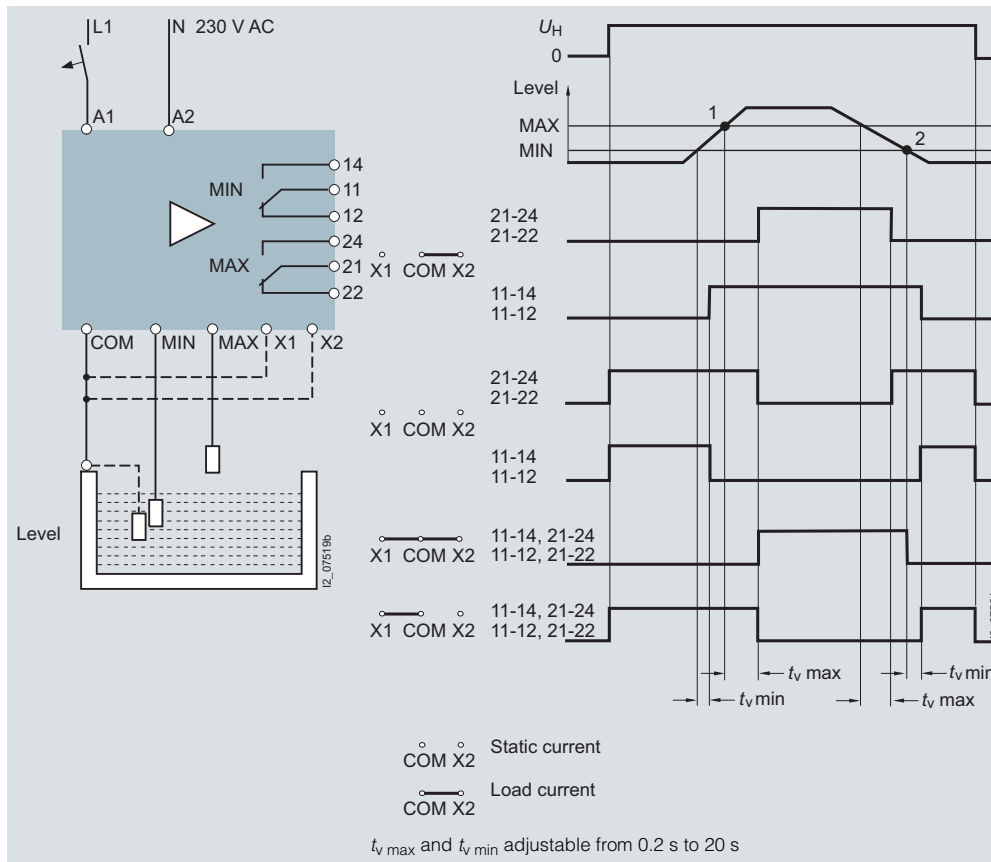 L1 N 230 V AC
A1 A2
MIN
14
11
12
MAX
24
21
22
COM MIN MAX X1 X2
Level
I2_07519b
UH
0
Level
MAX
MIN
1
2
X1 COM X2
21-24
21-22
11-14
11-12
X1 COM X2
21-24
21-22
11-14
11-12
X1 COM X2
11-14, 21-24
11-12, 21-22
X1 COM X2
11-14, 21-24
11-12, 21-22
tv max
tv min
tv min
tv max
COM X2 Static current
COM X2 Load current
tv max and tv min adjustable from 0.2 s to 20 s